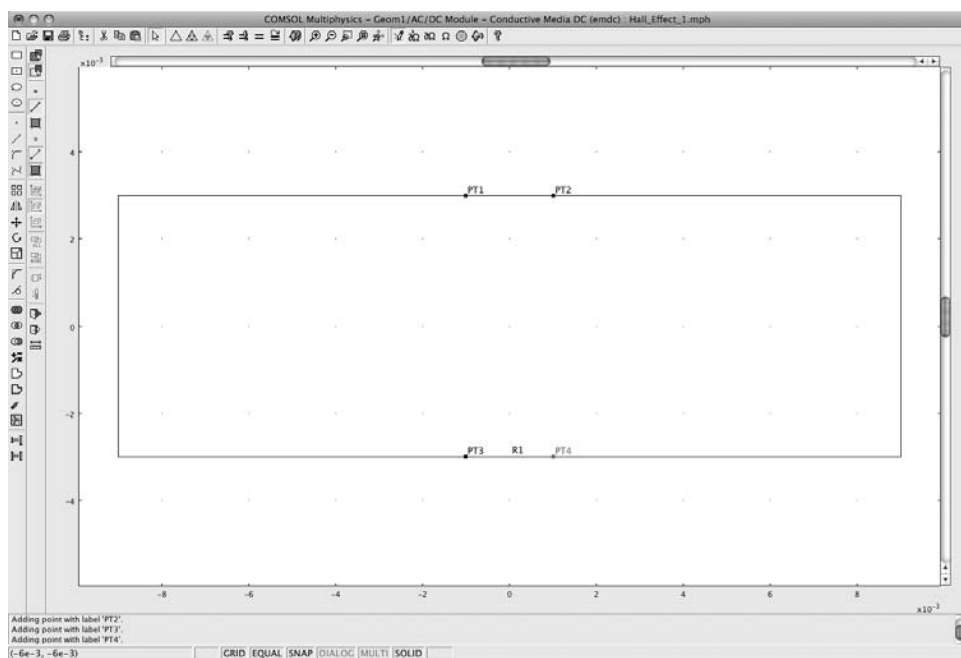 COMSOL Multiphysics - Geom1/AC/DC Module - Conductive Media DC (emdc) : Hall_Effect_1.mph
×10⁻³
4
PT1 PT2
2
0
-2
PT3 R1 PT4
-4
-8 -6 -4 -2 0 2 4 6 8
×10⁻³
Adding point with label 'PT2'.
Adding point with label 'PT3'.
Adding point with label 'PT4'.
(-6e-3, -6e-3) GRID EQUAL SNAP DIALOG MULTI SOLID